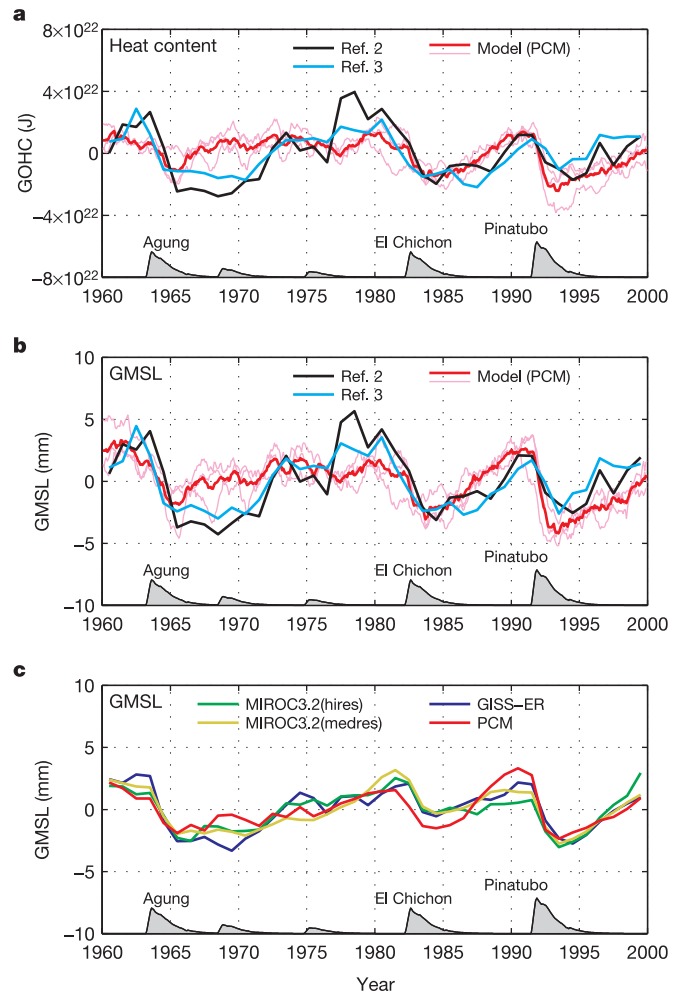 a
Heat content
Ref. 2
Ref. 3
Model (PCM)
GOHC (J)
8×10²²
4×10²²
0
−4×10²²
−8×10²²
Agung
El Chichon
Pinatubo
1960 1965 1970 1975 1980 1985 1990 1995 2000
b
GMSL
Ref. 2
Ref. 3
Model (PCM)
GMSL (mm)
10
5
0
−5
−10
Agung
El Chichon
Pinatubo
1960 1965 1970 1975 1980 1985 1990 1995 2000
c
GMSL
MIROC3.2(hires)
MIROC3.2(medres)
GISS−ER
PCM
GMSL (mm)
10
5
0
−5
−10
Agung
El Chichon
Pinatubo
1960 1965 1970 1975 1980 1985 1990 1995 2000
Year